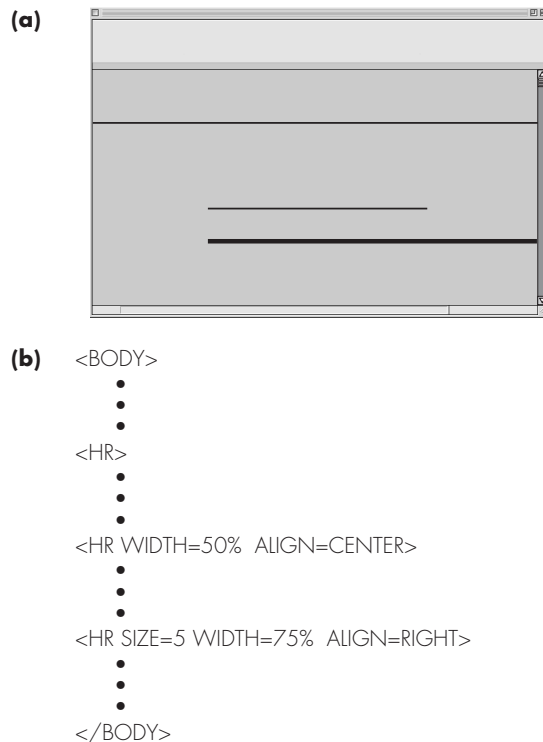 (a)
(b) <BODY>
•
•
•
<HR>
•
•
•
<HR WIDTH=50% ALIGN=CENTER>
•
•
•
<HR SIZE=5 WIDTH=75% ALIGN=RIGHT>
•
•
•
</BODY>